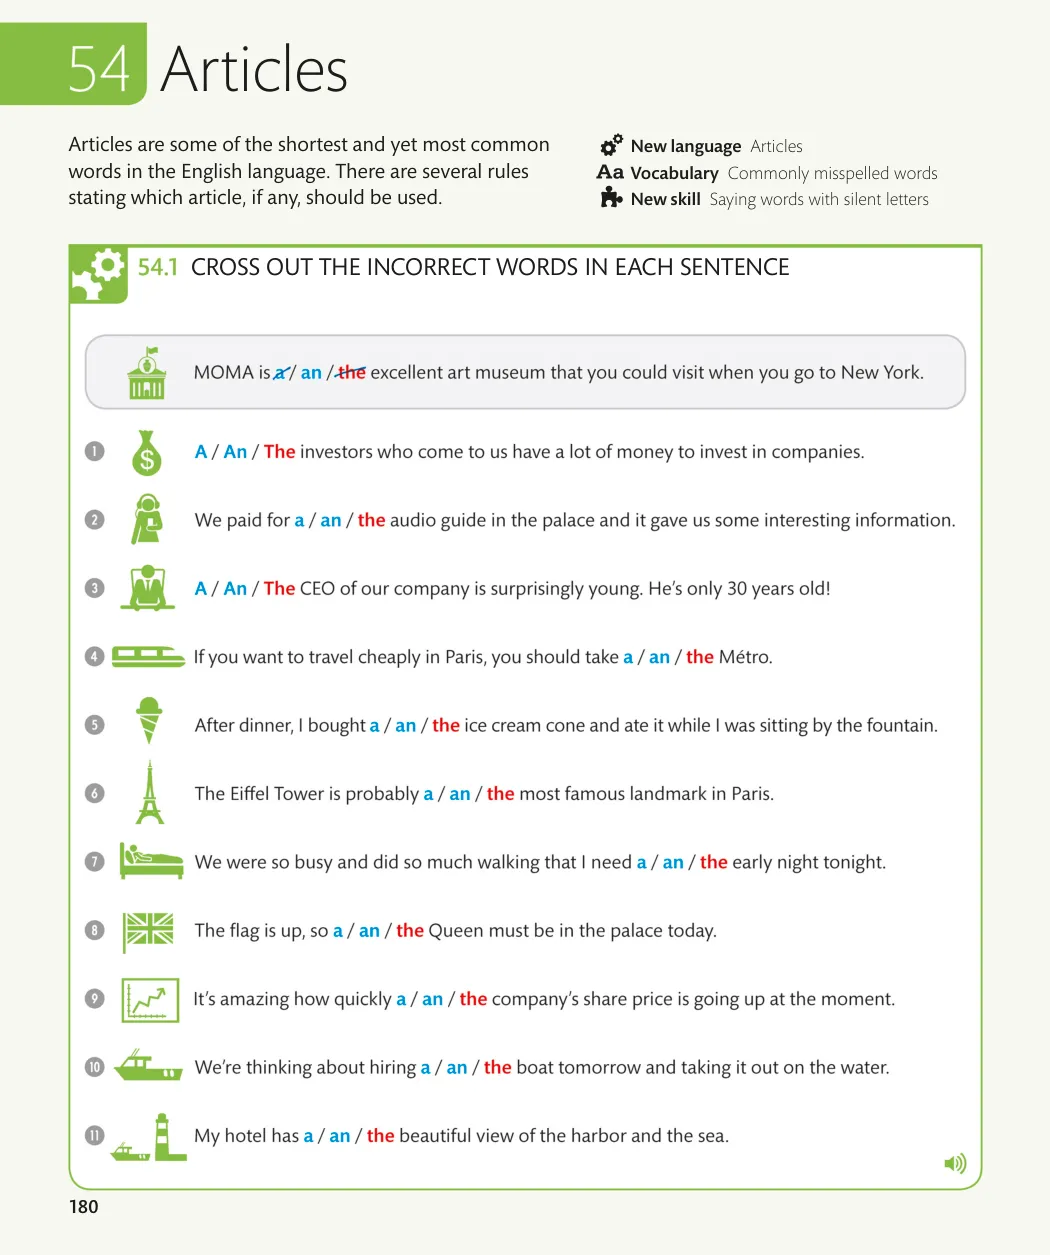 54 Articles
Articles are some of the shortest and yet most common
words in the English language. There are several rules
stating which article, if any, should be used.
New language Articles
Aa Vocabulary Commonly misspelled words
New skill Saying words with silent letters
54.1 CROSS OUT THE INCORRECT WORDS IN EACH SENTENCE
MOMA is a / an / the excellent art museum that you could visit when you go to New York.
1 $ A / An / The investors who come to us have a lot of money to invest in companies.
2 We paid for a / an / the audio guide in the palace and it gave us some interesting information.
3 A / An / The CEO of our company is surprisingly young. He's only 30 years old!
4 If you want to travel cheaply in Paris, you should take a / an / the Métro.
5 After dinner, I bought a / an / the ice cream cone and ate it while I was sitting by the fountain.
6 The Eiffel Tower is probably a / an / the most famous landmark in Paris.
7 We were so busy and did so much walking that I need a / an / the early night tonight.
8 The flag is up, so a / an / the Queen must be in the palace today.
9 It's amazing how quickly a / an / the company's share price is going up at the moment.
10 We're thinking about hiring a / an / the boat tomorrow and taking it out on the water.
11 My hotel has a / an / the beautiful view of the harbor and the sea.
180